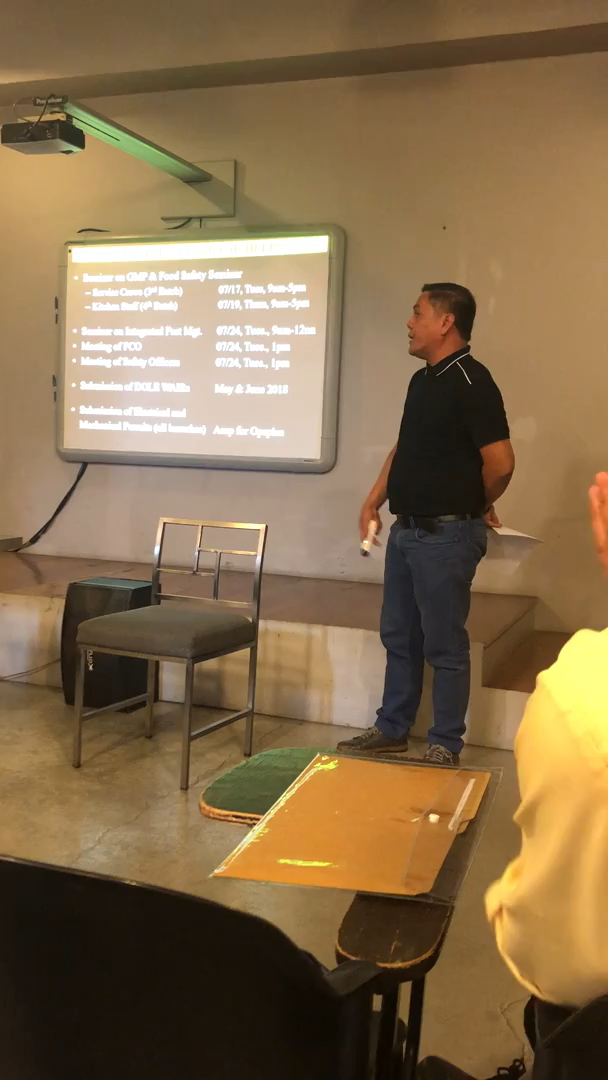 • Seminar on GMP & Food Safety Seminar
– Service Crews (3rd Batch) 07/17, Tues, 9am-5pm
– Kitchen Staff (4th Batch) 07/19, Thurs, 9am-5pm
• Seminar on Integrated Pest Mgt. 07/24, Tues., 9am-12nn
• Meeting of PCO 07/24, Tues., 1pm
• Meeting of Safety Officers 07/24, Tues., 1pm
• Submission of DOLE WAIRs May & June 2018
• Submission of Electrical and
Mechanical Permits (all branches) Asap for